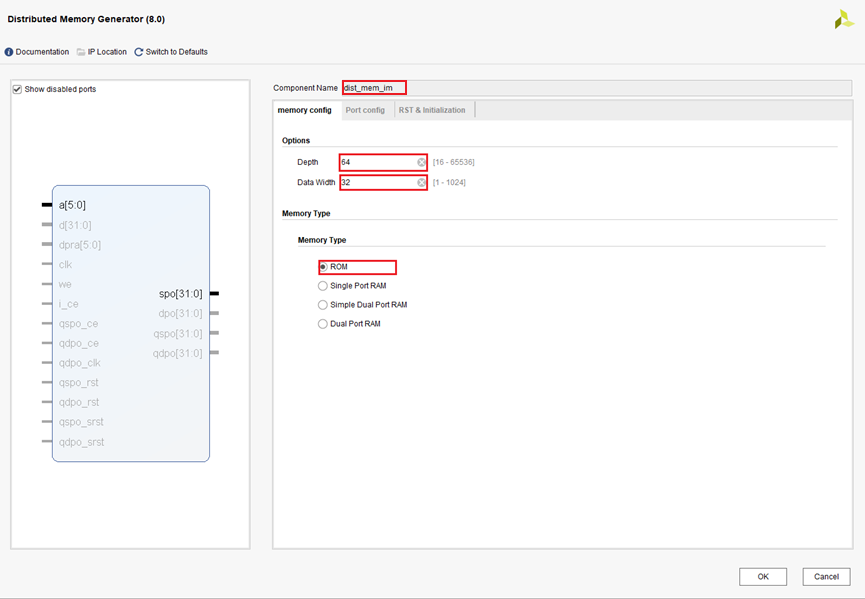 Distributed Memory Generator (8.0)
Documentation IP Location Switch to Defaults
Show disabled ports
a[5:0]
d[31:0]
dpra[5:0]
clk
we
i_ce
qspo_ce
qdpo_ce
qdpo_clk
qspo_rst
qdpo_rst
qspo_srst
qdpo_srst
spo[31:0]
dpo[31:0]
qspo[31:0]
qdpo[31:0]
Component Name dist_mem_im
memory config Port config RST & Initialization
Options
Depth 64 [16 - 65536]
Data Width 32 [1 - 1024]
Memory Type
Memory Type
ROM
Single Port RAM
Simple Dual Port RAM
Dual Port RAM
OK Cancel